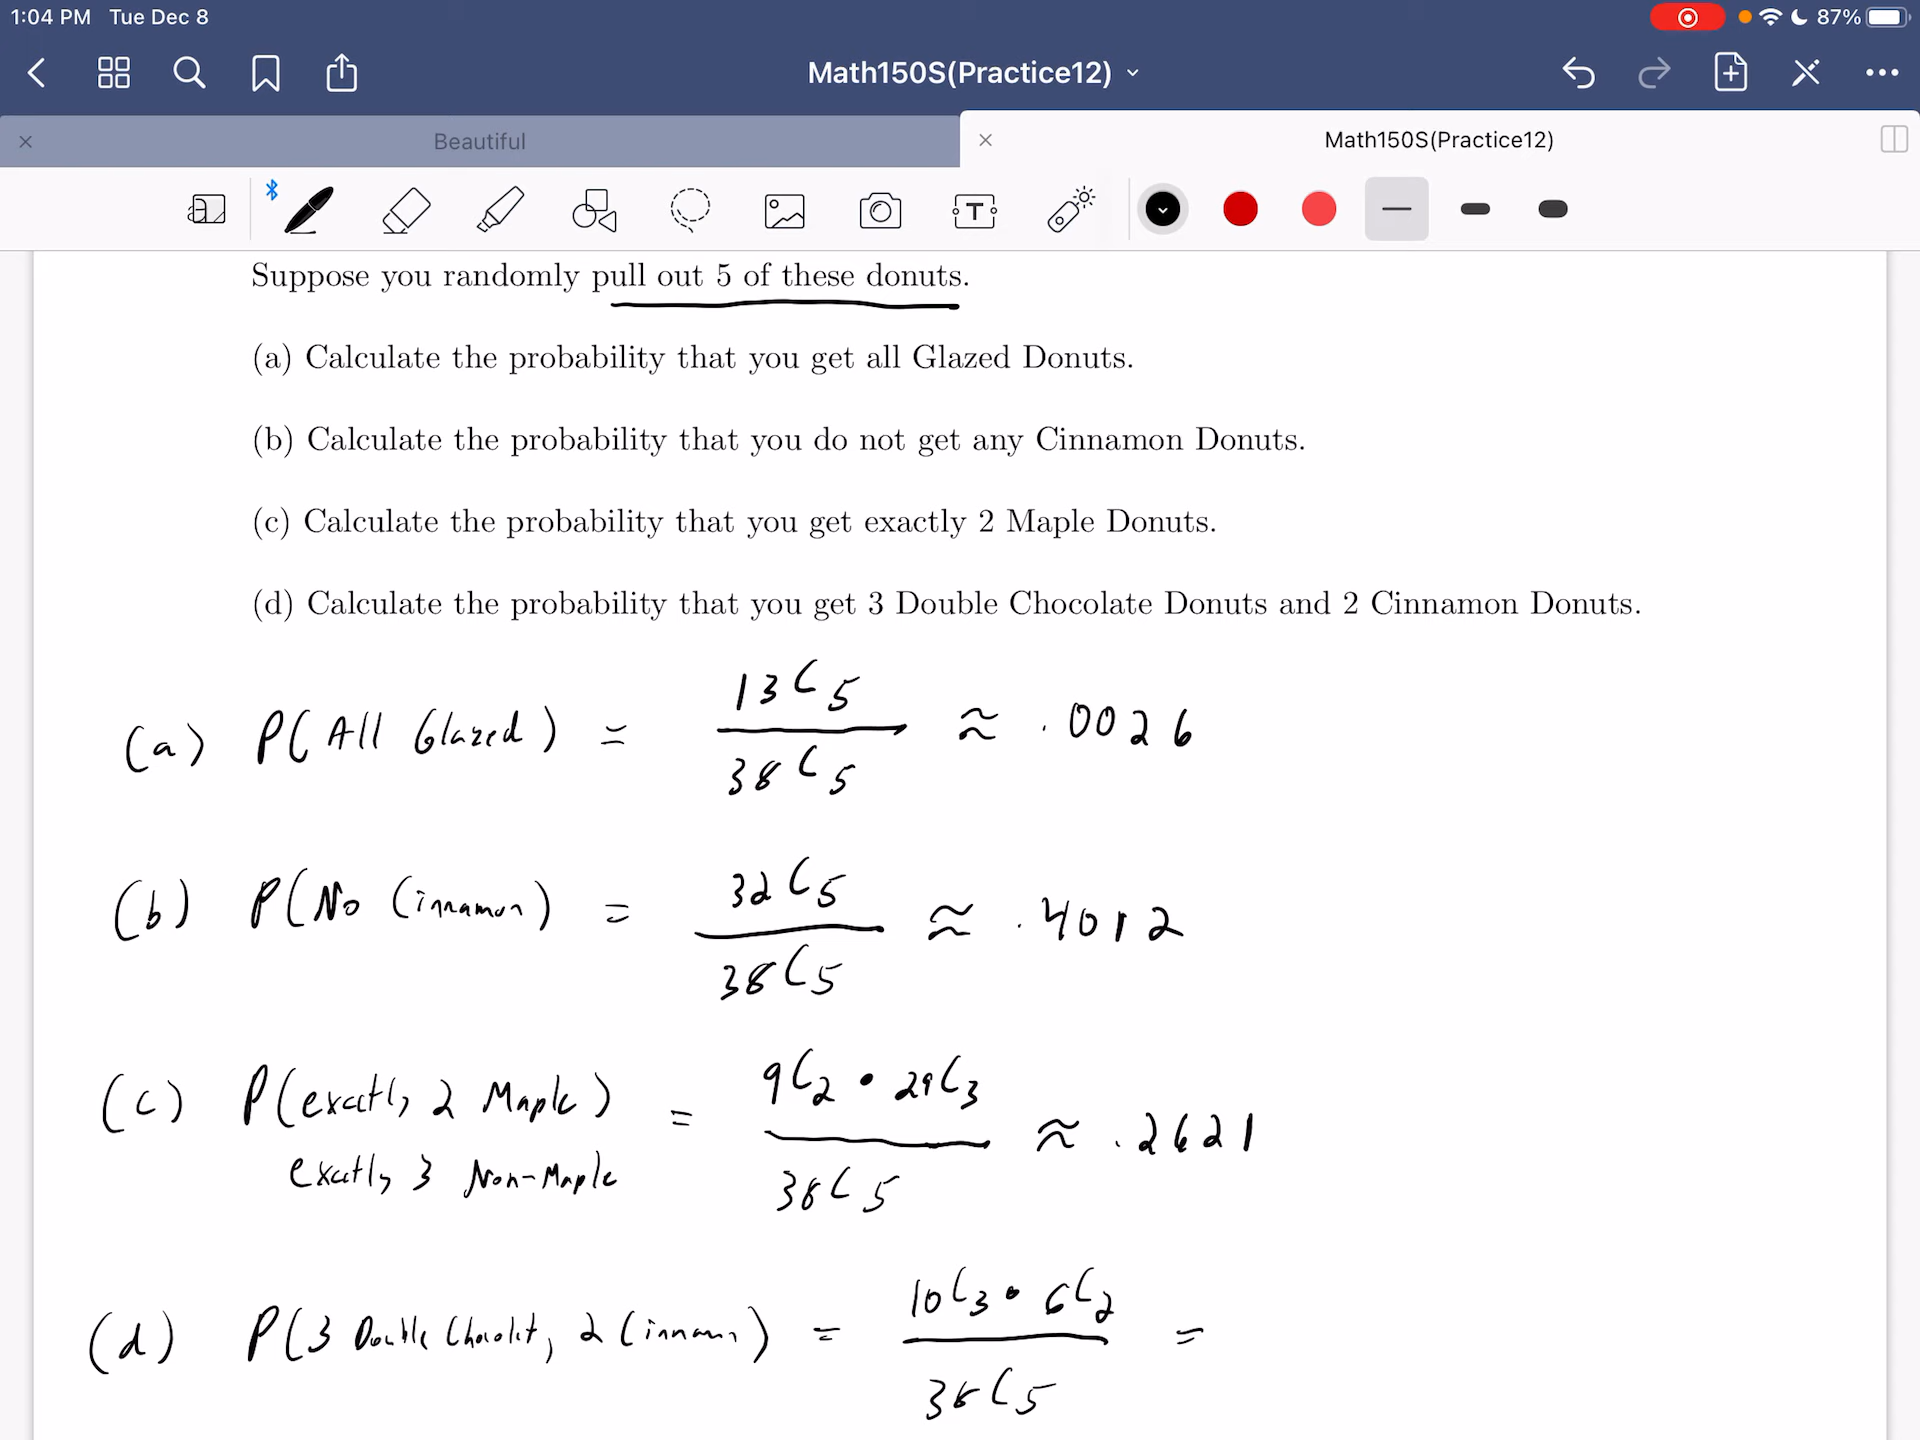 1:04 PM Tue Dec 8 87%
Math150S(Practice12)
Beautiful Math150S(Practice12)
Suppose you randomly pull out 5 of these donuts.
(a) Calculate the probability that you get all Glazed Donuts.
(b) Calculate the probability that you do not get any Cinnamon Donuts.
(c) Calculate the probability that you get exactly 2 Maple Donuts.
(d) Calculate the probability that you get 3 Double Chocolate Donuts and 2 Cinnamon Donuts.
13C5
(a) P(All Glazed) = ≈ .0026
38C5
32C5
(b) P(No Cinnamon) = ≈ .4012
38C5
9C2 • 29C3
(c) P(exactly 2 Maple) = ≈ .2621
exactly 3 Non-Maple
38C5
10C3 • 6C2
(d) P(3 Double Chocolate, 2 Cinnamon) = =
38C5